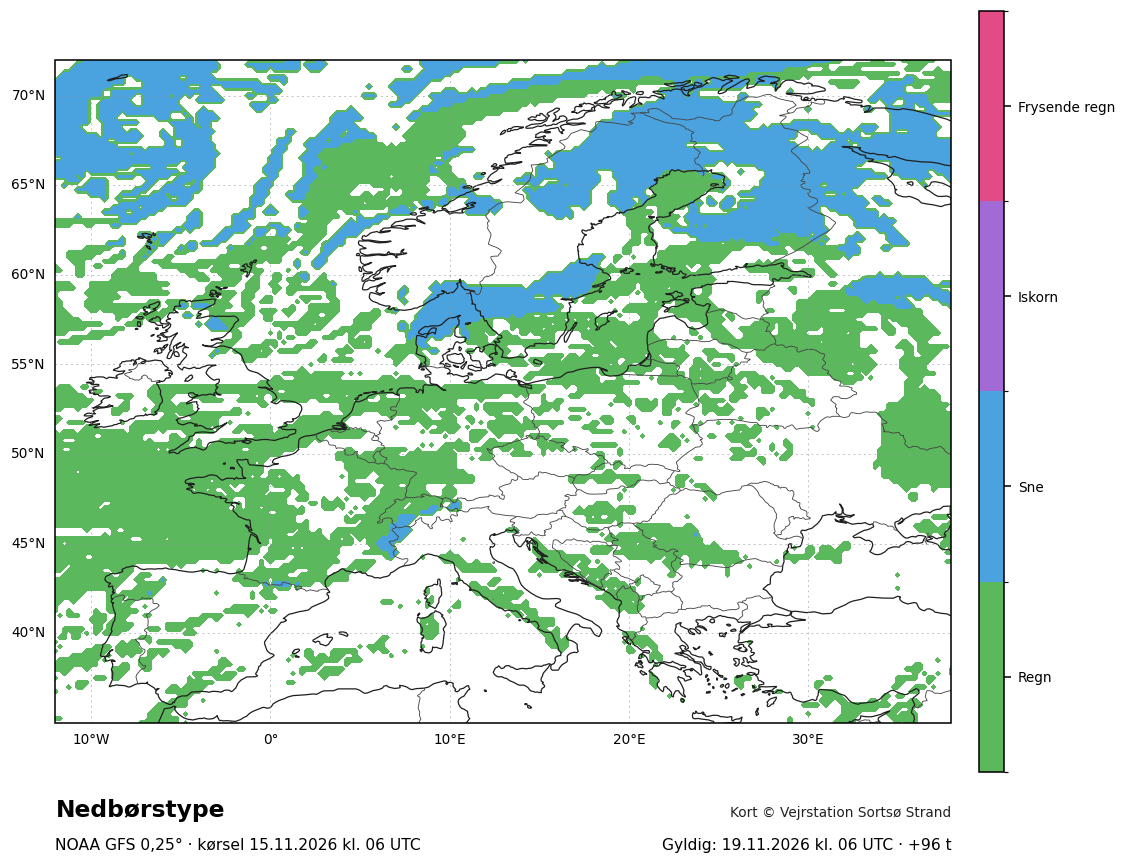 70°N
65°N
60°N
55°N
50°N
45°N
40°N
10°W
0°
10°E
20°E
30°E
Frysende regn
Iskorn
Sne
Regn
Nedbørstype
Kort © Vejrstation Sortsø Strand
NOAA GFS 0,25° · kørsel 15.11.2026 kl. 06 UTC
Gyldig: 19.11.2026 kl. 06 UTC · +96 t